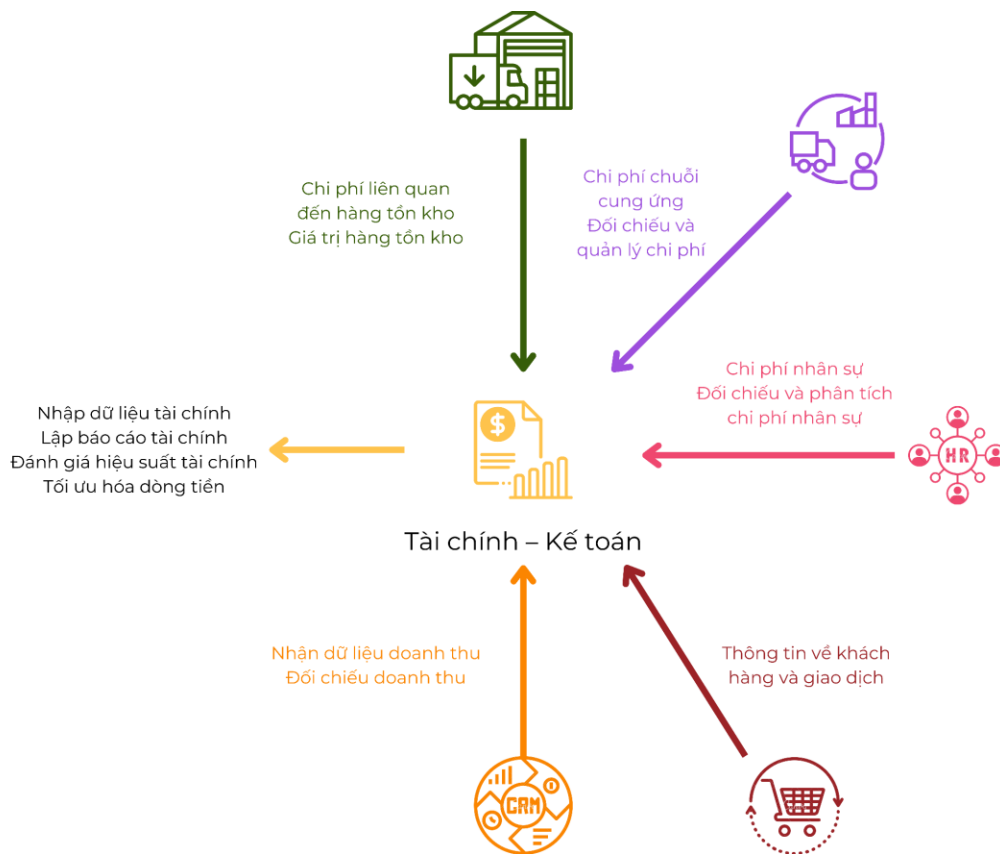 Chi phí liên quan
đến hàng tồn kho
Giá trị hàng tồn kho
Chi phí chuỗi
cung ứng
Đối chiếu và
quản lý chi phí
Chi phí nhân sự
Đối chiếu và phân tích
chi phí nhân sự
HR
Nhập dữ liệu tài chính
Lập báo cáo tài chính
Đánh giá hiệu suất tài chính
Tối ưu hóa dòng tiền
$
Tài chính – Kế toán
Nhận dữ liệu doanh thu
Đối chiếu doanh thu
Thông tin về khách
hàng và giao dịch
CRM